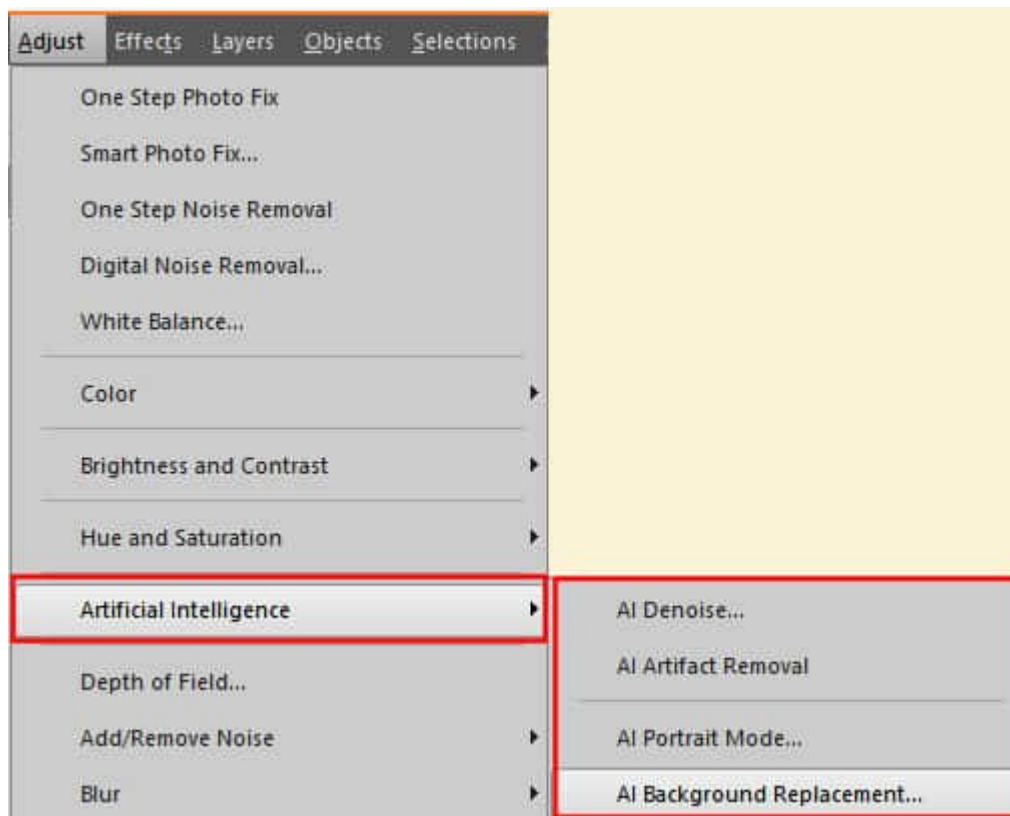 Adjust Effects Layers Objects Selections
One Step Photo Fix
Smart Photo Fix...
One Step Noise Removal
Digital Noise Removal...
White Balance...
Color
Brightness and Contrast
Hue and Saturation
Artificial Intelligence
Depth of Field...
Add/Remove Noise
Blur
AI Denoise...
AI Artifact Removal
AI Portrait Mode...
AI Background Replacement...